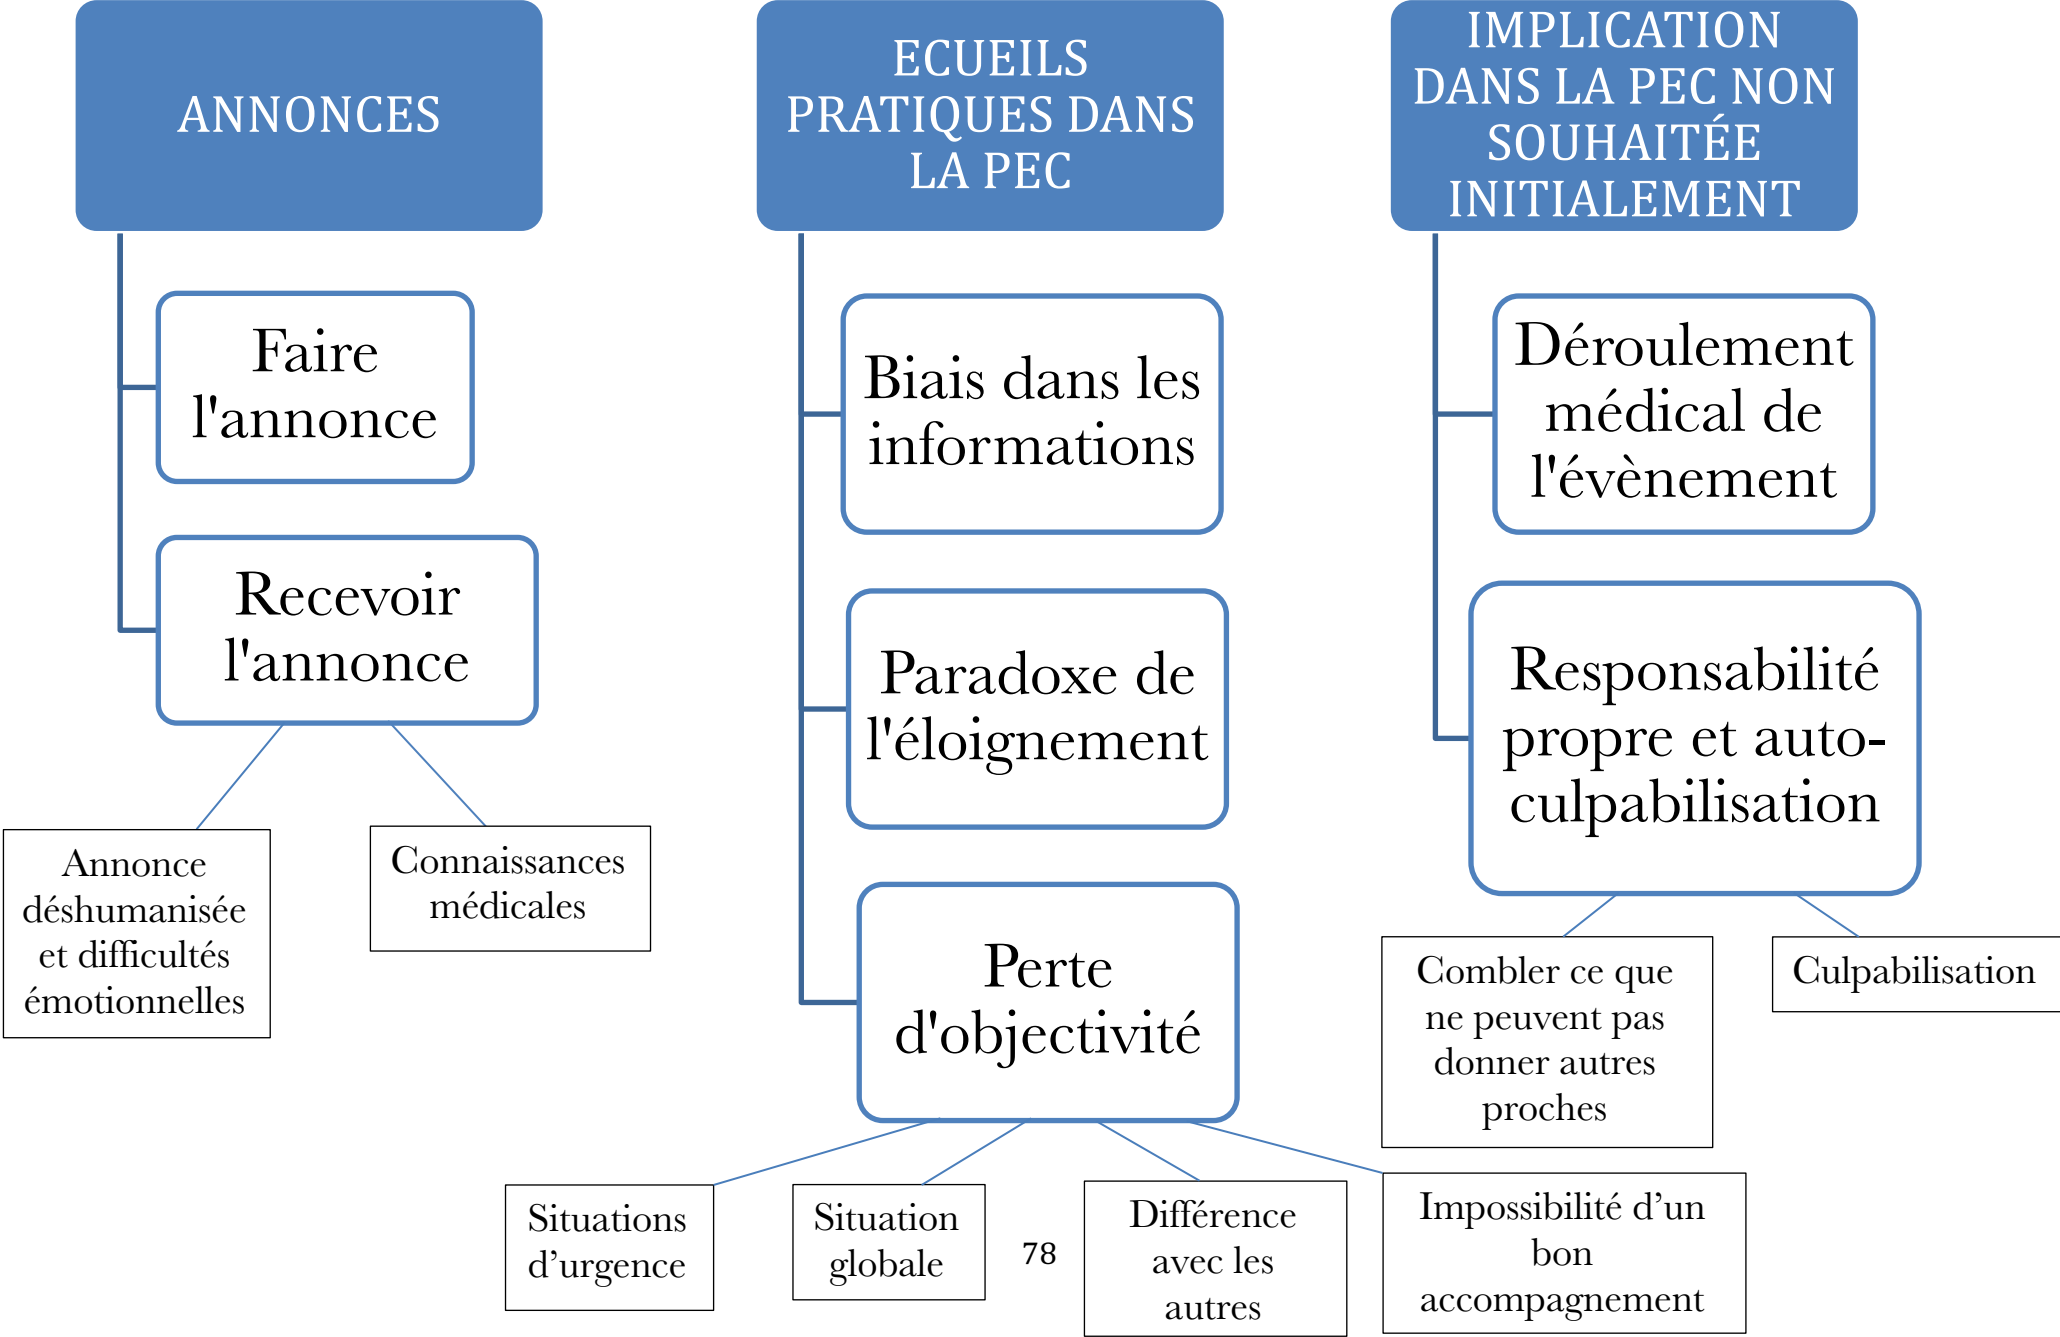 ANNONCES
Faire
l'annonce
Recevoir
l'annonce
Annonce
déshumanisée
et difficultés
émotionnelles
Connaissances
médicales
ECUEILS
PRATIQUES DANS
LA PEC
Biais dans les
informations
Paradoxe de
l'éloignement
Perte
d'objectivité
Situations
d’urgence
Situation
globale
Différence
avec les
autres
Impossibilité d’un
bon
accompagnement
IMPLICATION
DANS LA PEC NON
SOUHAITÉE
INITIALEMENT
Déroulement
médical de
l'évènement
Responsabilité
propre et auto-
culpabilisation
Combler ce que
ne peuvent pas
donner autres
proches
Culpabilisation
78